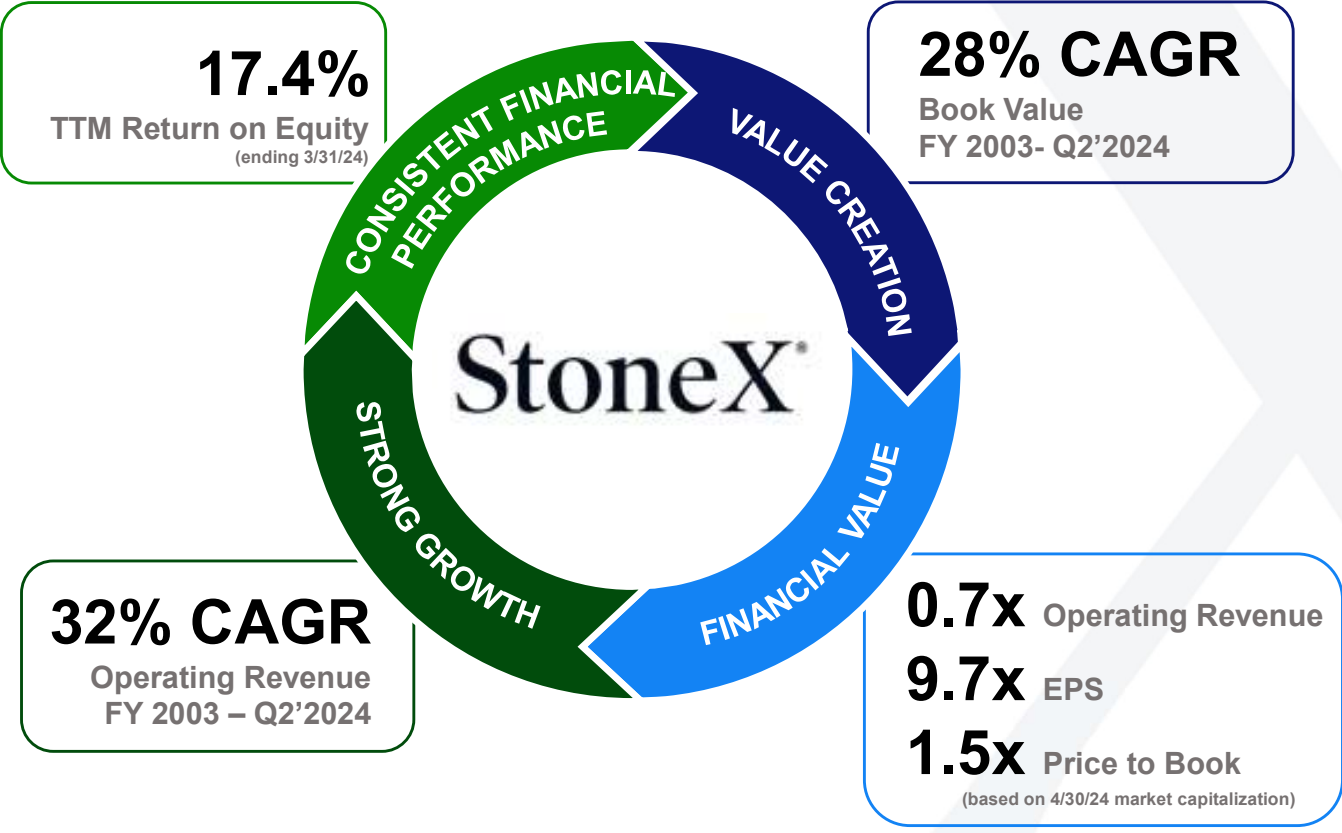 17.4%
TTM Return on Equity
(ending 3/31/24)
CONSISTENT FINANCIAL
PERFORMANCE
28% CAGR
Book Value
FY 2003- Q2’2024
VALUE CREATION
StoneX®
STRONG GROWTH
32% CAGR
Operating Revenue
FY 2003 – Q2’2024
FINANCIAL VALUE
0.7x Operating Revenue
9.7x EPS
1.5x Price to Book
(based on 4/30/24 market capitalization)